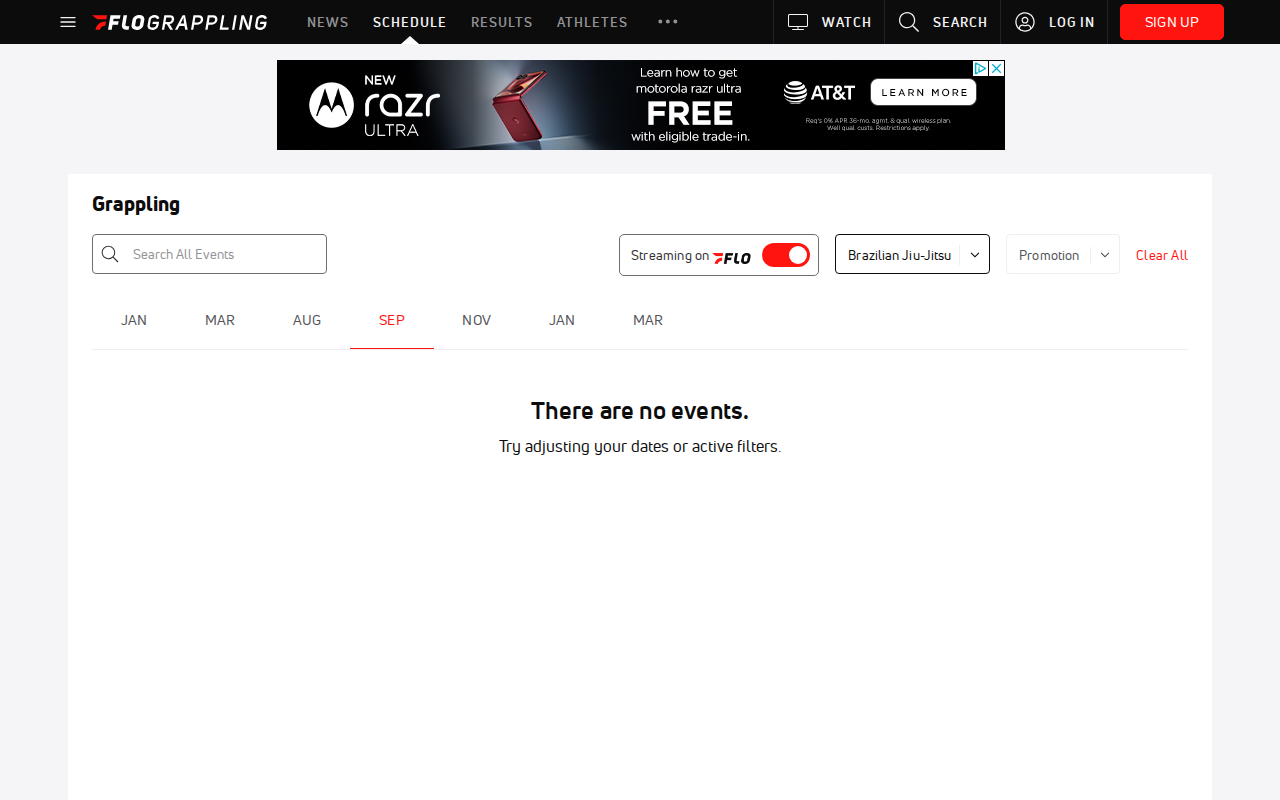 FLOGRAPPLING NEWS SCHEDULE RESULTS ATHLETES WATCH SEARCH LOG IN SIGN UP
NEW
razr
ULTRA
Learn how to get
motorola razr ultra
FREE
with eligible trade-in.
AT&T
LEARN MORE
Req's 0% APR 36-mo. agmt. & qual. wireless plan.
Well qual. custs. Restrictions apply.
Grappling
Search All Events
Streaming on FLO
Brazilian Jiu-Jitsu
Promotion
Clear All
JAN MAR AUG SEP NOV JAN MAR
There are no events.
Try adjusting your dates or active filters.